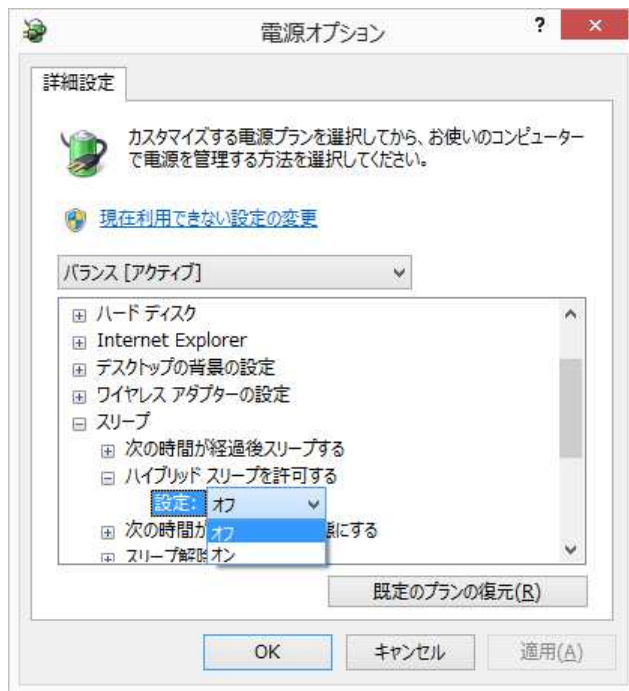 電源オプション
?
×
詳細設定
カスタマイズする電源プランを選択してから、お使いのコンピューター
で電源を管理する方法を選択してください。
現在利用できない設定の変更
バランス [アクティブ]
ハード ディスク
Internet Explorer
デスクトップの背景の設定
ワイヤレス アダプターの設定
スリープ
次の時間が経過後スリープする
ハイブリッド スリープを許可する
設定: オフ
次の時間が
オフ
にする
スリープ解除
オン
既定のプランの復元(R)
OK
キャンセル
適用(A)